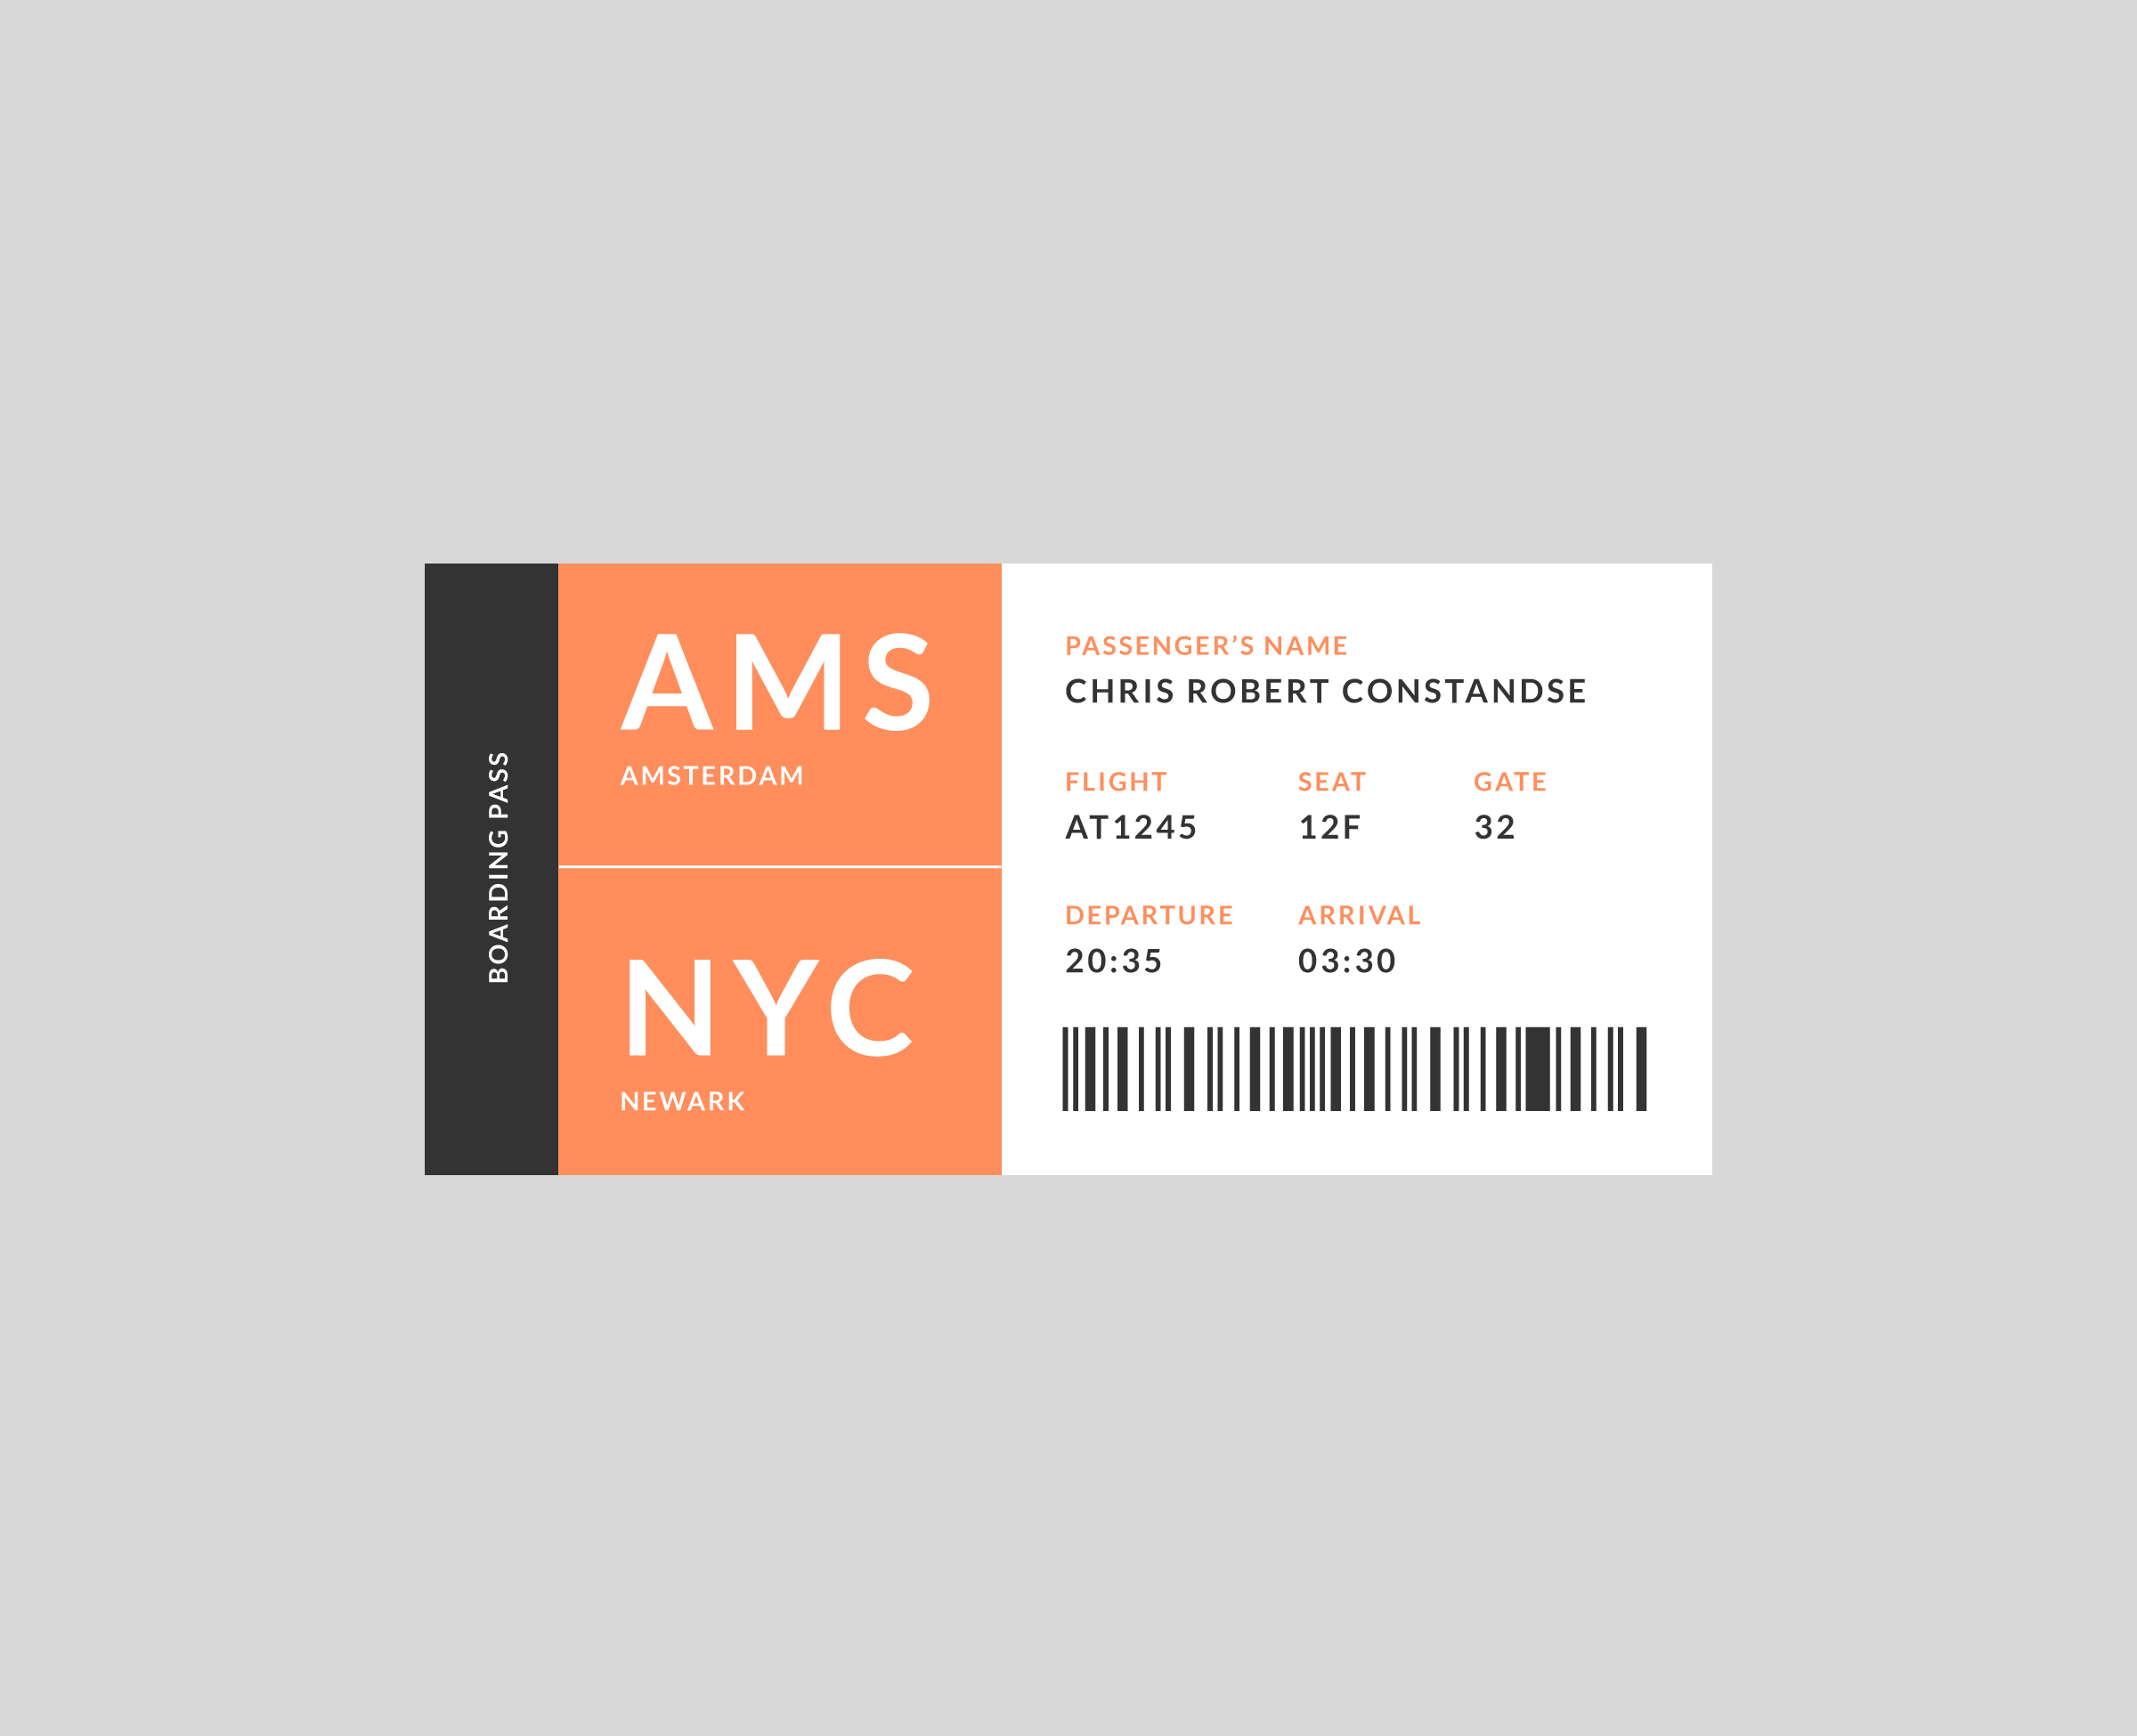 BOARDING PASS
AMS
AMSTERDAM
NYC
NEWARK
PASSENGER'S NAME
CHRIS ROBERT CONSTANDSE
FLIGHT SEAT GATE
AT1245 12F 32
DEPARTURE ARRIVAL
20:35 03:30